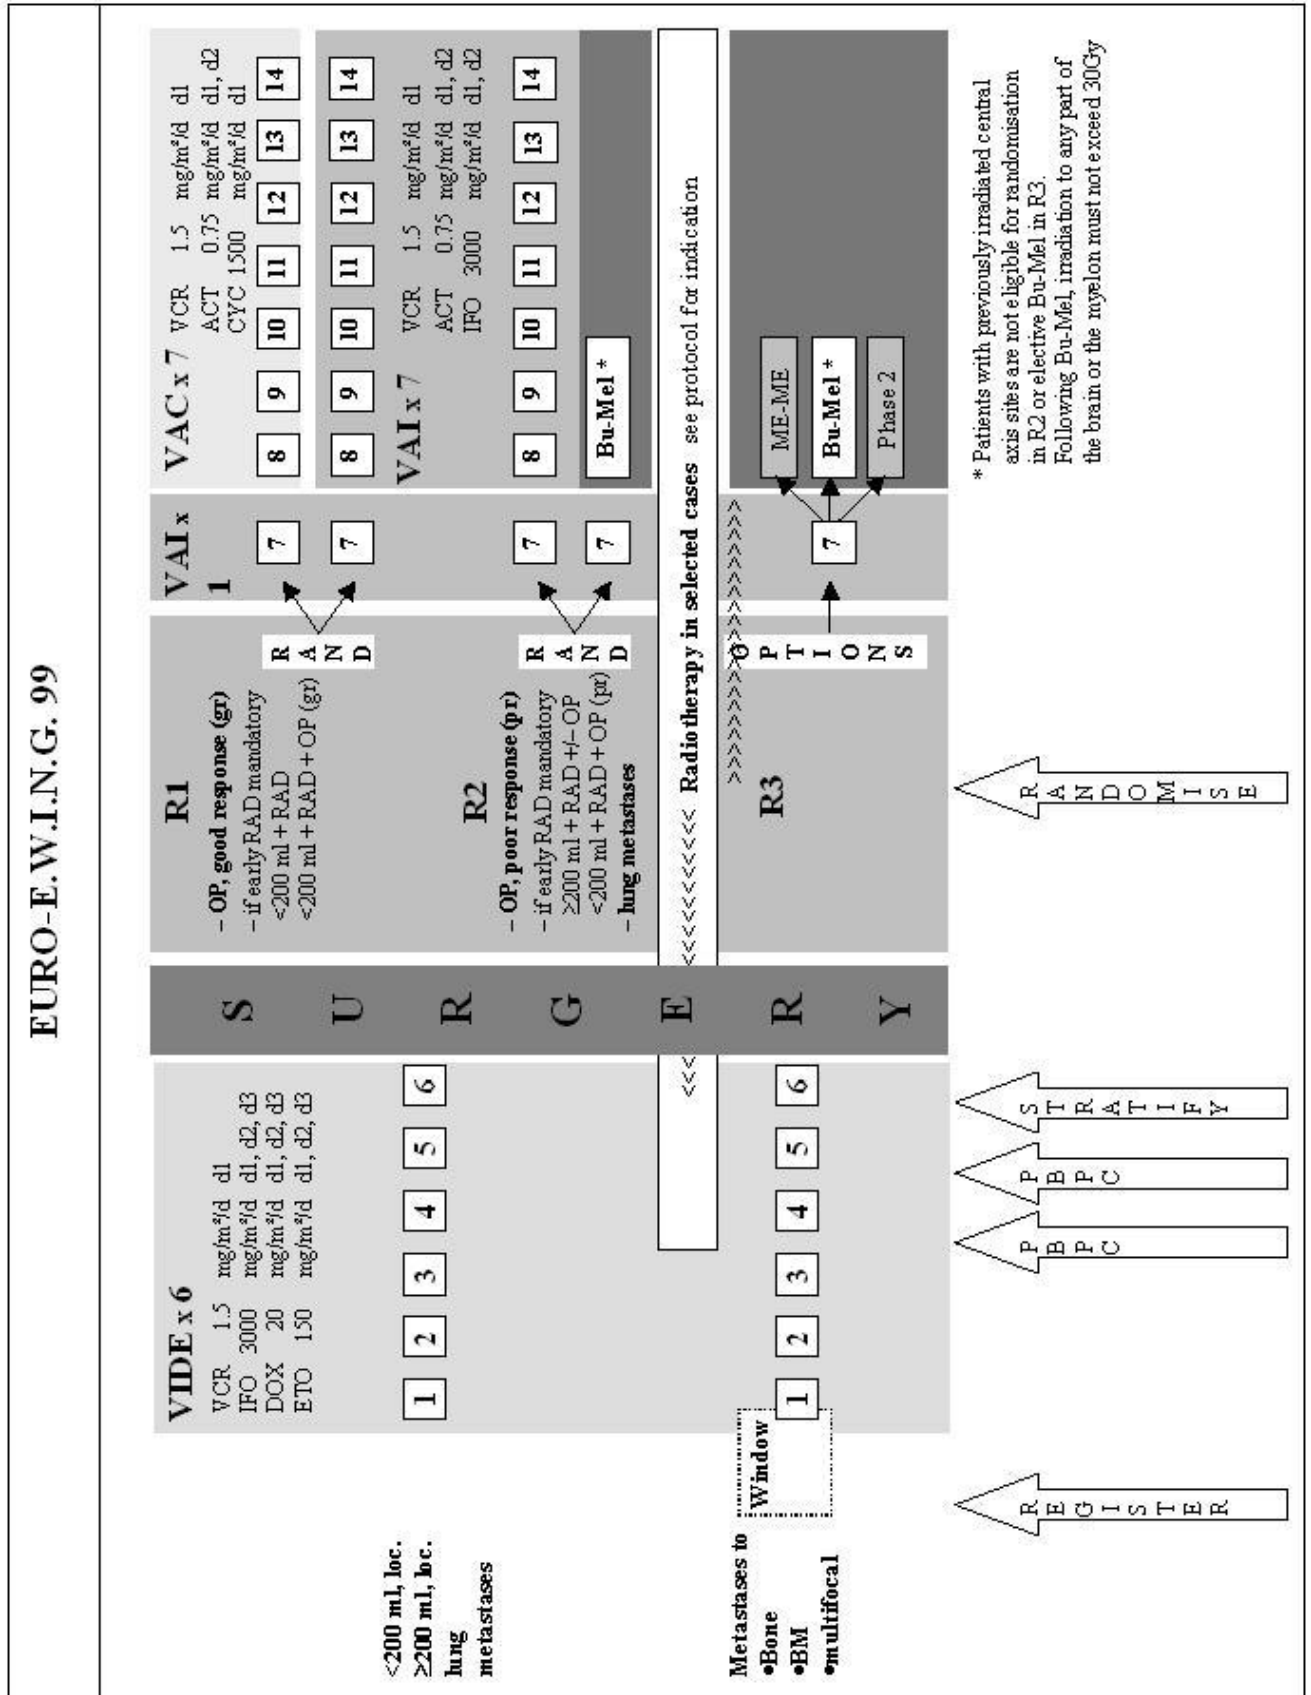 EURO-E.W.I.N.G. 99
<200 ml, loc.
≥200 ml, loc.
lung
metastases
Metastases to
•Bone
•BM
•multifocal
Window
VIDE x 6
VCR 1.5 mg/m²/d d1
IFO 3000 mg/m²/d d1, d2, d3
DOX 20 mg/m²/d d1, d2, d3
ETO 150 mg/m²/d d1, d2, d3
1 2 3 4 5 6
1 2 3 4 5 6
SURGERY
R1
– OP, good response (gr)
– if early RAD mandatory
<200 ml + RAD
<200 ml + RAD + OP (gr)
RAND
R2
– OP, poor response (pr)
– if early RAD mandatory
≥200 ml + RAD +/– OP
<200 ml + RAD + OP (pr)
– lung metastases
RAND
R3
OPTIONS
VAI x
1
7
7
7
7
7
VAC x 7
VCR 1.5 mg/m²/d d1
ACT 0.75 mg/m²/d d1, d2
CYC 1500 mg/m²/d d1
8 9 10 11 12 13 14
8 9 10 11 12 13 14
VAI x 7
VCR 1.5 mg/m²/d d1
ACT 0.75 mg/m²/d d1, d2
IFO 3000 mg/m²/d d1, d2
8 9 10 11 12 13 14
Bu-Mel *
<<< <<<<<<<<<<<< Radiotherapy in selected cases see protocol for indication
>>>>>>>>>>>>>>>>>>>>>>>
ME-ME
Bu-Mel *
Phase 2
* Patients with previously irradiated central
axis sites are not eligible for randomisation
in R2 or elective Bu-Mel in R3.
Following Bu-Mel, irradiation to any part of
the brain or the myelon must not exceed 30Gy
REGISTER
PBPC
PBPC
STRATIFY
RANDOMISE